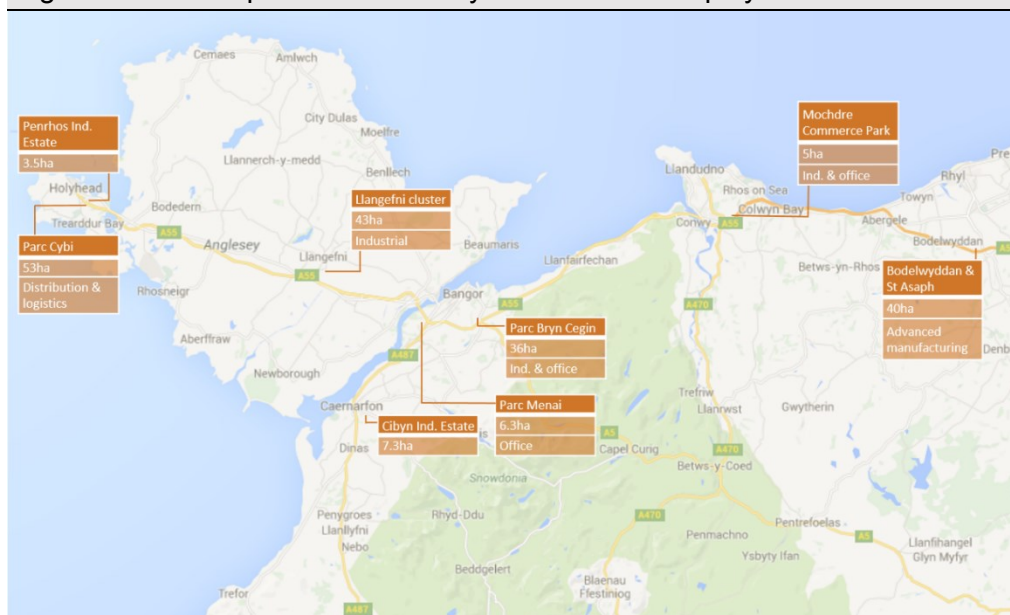 Cemaes
Amlwch
City Dulas
Moelfre
Llannerch-y-medd
Benllech
Penrhos Ind.
Estate
3.5ha
Holyhead
Trearddur Bay
Bodedern
A55
Parc Cybi
53ha
Distribution &
logistics
Rhosneigr
Anglesey
Llangefni
A55
Llangefni cluster
43ha
Industrial
Beaumaris
Aberffraw
Newborough
Bangor
A55
Llanfairfechan
A487
Parc Bryn Cegin
36ha
Ind. & office
Parc Menai
6.3ha
Office
Caernarfon
Cibyn Ind. Estate
7.3ha
Dinas
Mochdre
Commerce Park
5ha
Ind. & office
Llandudno
Rhos on Sea
Colwyn Bay
Conwy
A55
Towyn
Rhyl
Abergele
Bodelwyddan
A55
Betws-yn-Rhos
Bodelwyddan &
St Asaph
40ha
Advanced
manufacturing
A470
Trefriw
Llanrwst
Gwytherin
A5
Capel Curig
Betws-y-Coed
Snowdonia
A470
Penygroes
Llanllyfni
Nebo
Rhyd-Ddu
A470
Penmachno
Pentrefoelas
A5
Ysbyty Ifan
Llanfihangel
Glyn Myfyr
Trefor
Beddgelert
Blaenau
Ffestiniog
A487